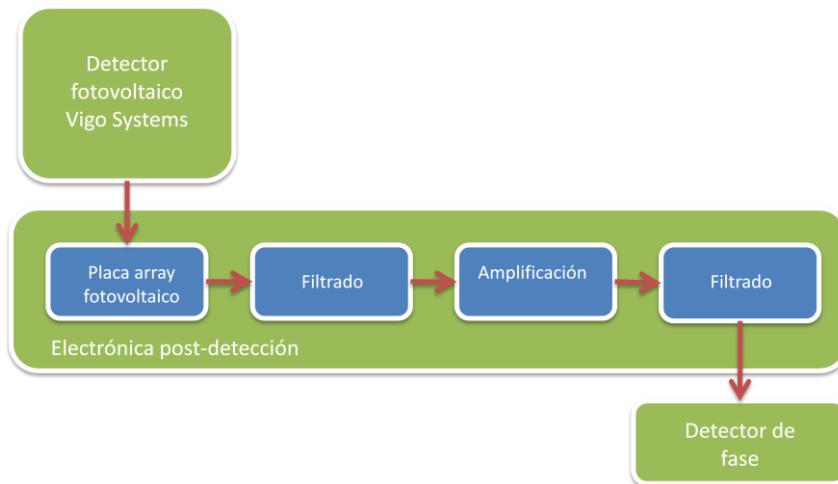 Detector
fotovoltaico
Vigo Systems
Placa array
fotovoltaico
Filtrado
Amplificación
Filtrado
Electrónica post-detección
Detector de
fase